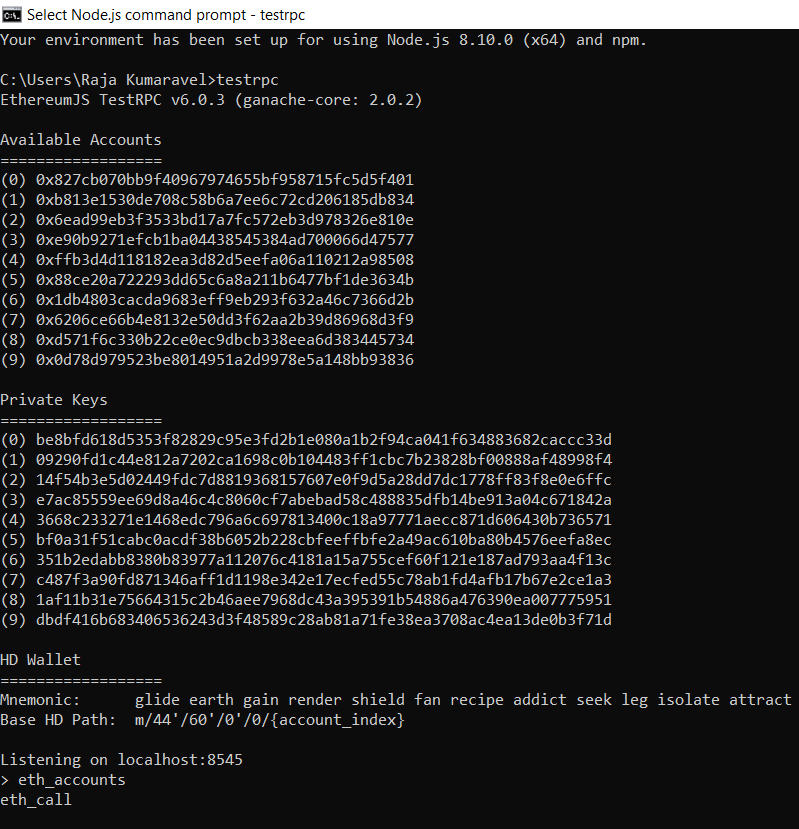 Select Node.js command prompt - testrpc
Your environment has been set up for using Node.js 8.10.0 (x64) and npm.
C:\Users\Raja Kumaravel>testrpc
EthereumJS TestRPC v6.0.3 (ganache-core: 2.0.2)
Available Accounts
==================
(0) 0x827cb070bb9f40967974655bf958715fc5d5f401
(1) 0xb813e1530de708c58b6a7ee6c72cd206185db834
(2) 0x6ead99eb3f3533bd17a7fc572eb3d978326e810e
(3) 0xe90b9271efcb1ba04438545384ad700066d47577
(4) 0xffb3d4d118182ea3d82d5eefa06a110212a98508
(5) 0x88ce20a722293dd65c6a8a211b6477bf1de3634b
(6) 0x1db4803cacda9683eff9eb293f632a46c7366d2b
(7) 0x6206ce66b4e8132e50dd3f62aa2b39d86968d3f9
(8) 0xd571f6c330b22ce0ec9dbcb338eea6d383445734
(9) 0x0d78d979523be8014951a2d9978e5a148bb93836
Private Keys
==================
(0) be8bfd618d5353f82829c95e3fd2b1e080a1b2f94ca041f634883682caccc33d
(1) 09290fd1c44e812a7202ca1698c0b104483ff1cbc7b23828bf00888af48998f4
(2) 14f54b3e5d02449fdc7d8819368157607e0f9d5a28dd7dc1778ff83f8e0e6ffc
(3) e7ac85559ee69d8a46c4c8060cf7abebad58c488835dfb14be913a04c671842a
(4) 3668c233271e1468edc796a6c697813400c18a97771aecc871d606430b736571
(5) bf0a31f51cabc0acdf38b6052b228cbfeeffbfe2a49ac610ba80b4576eefa8ec
(6) 351b2edabb8380b83977a112076c4181a15a755cef60f121e187ad793aa4f13c
(7) c487f3a90fd871346aff1d1198e342e17ecfed55c78ab1fd4afb17b67e2ce1a3
(8) 1af11b31e75664315c2b46aee7968dc43a395391b54886a476390ea007775951
(9) dbdf416b683406536243d3f48589c28ab81a71fe38ea3708ac4ea13de0b3f71d
HD Wallet
==================
Mnemonic:      glide earth gain render shield fan recipe addict seek leg isolate attract
Base HD Path:  m/44'/60'/0'/0/{account_index}
Listening on localhost:8545
> eth_accounts
eth_call